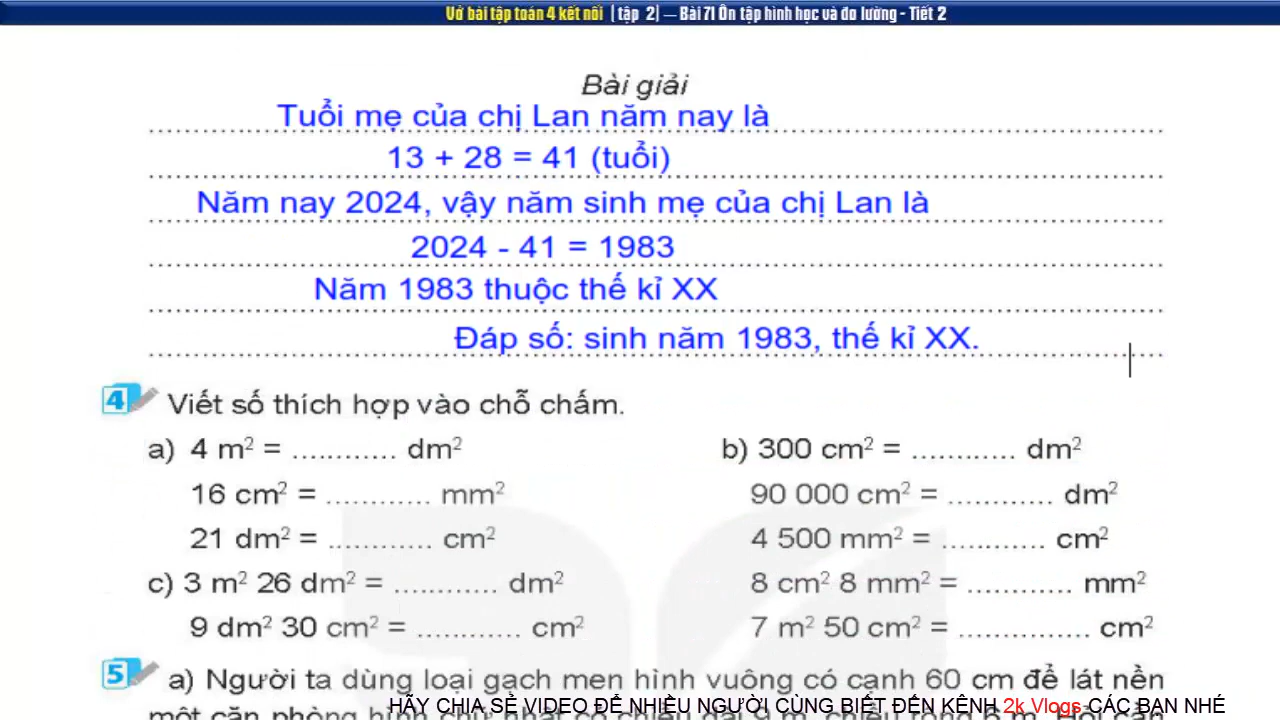 Vở bài tập toán 4 kết nối (tập 2) – Bài 71 Ôn tập hình học và đo lường - Tiết 2
Bài giải
Tuổi mẹ của chị Lan năm nay là
13 + 28 = 41 (tuổi)
Năm nay 2024, vậy năm sinh mẹ của chị Lan là
2024 - 41 = 1983
Năm 1983 thuộc thế kỉ XX
Đáp số: sinh năm 1983, thế kỉ XX.
4 Viết số thích hợp vào chỗ chấm.
a) 4 m² = ............ dm²
b) 300 cm² = ............ dm²
16 cm² = ............ mm²
90 000 cm² = ............ dm²
21 dm² = ............ cm²
4 500 mm² = ............ cm²
c) 3 m² 26 dm² = ............ dm²
8 cm² 8 mm² = ............ mm²
9 dm² 30 cm² = ............ cm²
7 m² 50 cm² = ............... cm²
5 a) Người ta dùng loại gạch men hình vuông có cạnh 60 cm để lát nền
HÃY CHIA SẺ VIDEO ĐỂ NHIỀU NGƯỜI CÙNG BIẾT ĐẾN KÊNH 2k Vlogs CÁC BẠN NHÉ